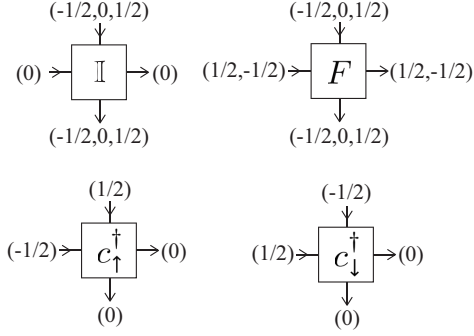 (-1/2,0,1/2) (-1/2,0,1/2)
(0) 𝕀 (0) (1/2,-1/2) F (1/2,-1/2)
(-1/2,0,1/2) (-1/2,0,1/2)
(1/2) (-1/2)
(-1/2) c†↑ (0) (1/2) c†↓ (0)
(0) (0)